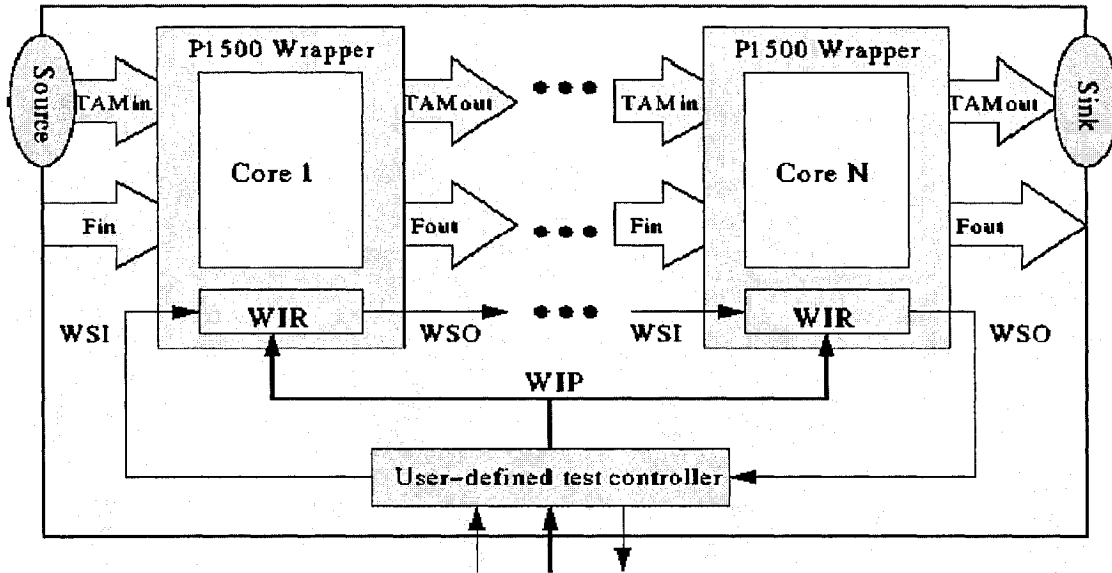 P1500 Wrapper
P1500 Wrapper
Source
TAMin
TAMout
TAMin
TAMout
Sink
Core 1
Core N
Fin
Fout
Fin
Fout
WSI
WIR
WSO
WSI
WIR
WSO
WIP
User-defined test controller